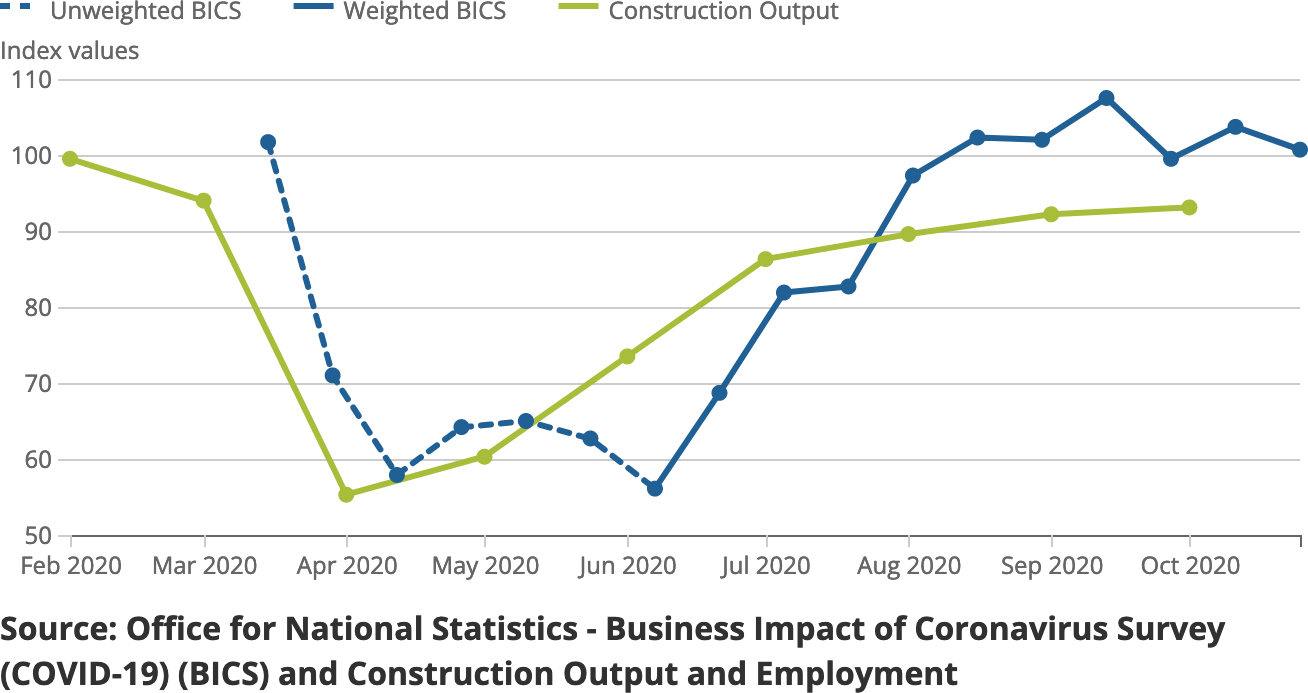 Unweighted BICS Weighted BICS Construction Output
Index values
110
100
90
80
70
60
50
Feb 2020 Mar 2020 Apr 2020 May 2020 Jun 2020 Jul 2020 Aug 2020 Sep 2020 Oct 2020
Source: Office for National Statistics - Business Impact of Coronavirus Survey
(COVID-19) (BICS) and Construction Output and Employment